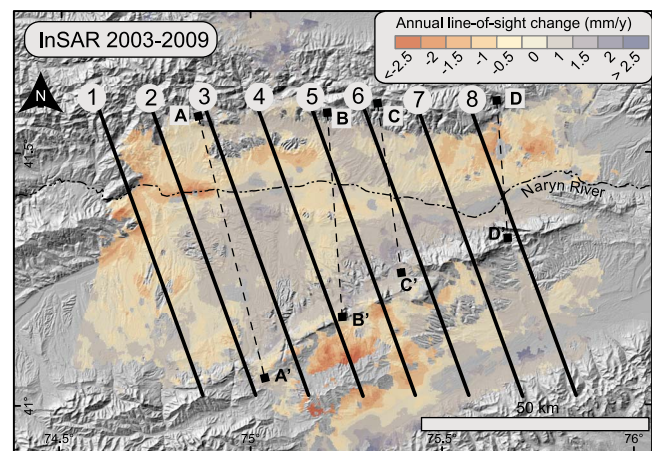 InSAR 2003-2009
Annual line-of-sight change (mm/y)
<-2.5 -2 -1.5 -1 -0.5 0 1 1.5 2 > 2.5
N
1 2 A 3 4 5 B 6 C 7 8 D
41.5°
Naryn River
D'
C'
B'
A'
41°
50 km
74.5° 75° 75.5° 76°